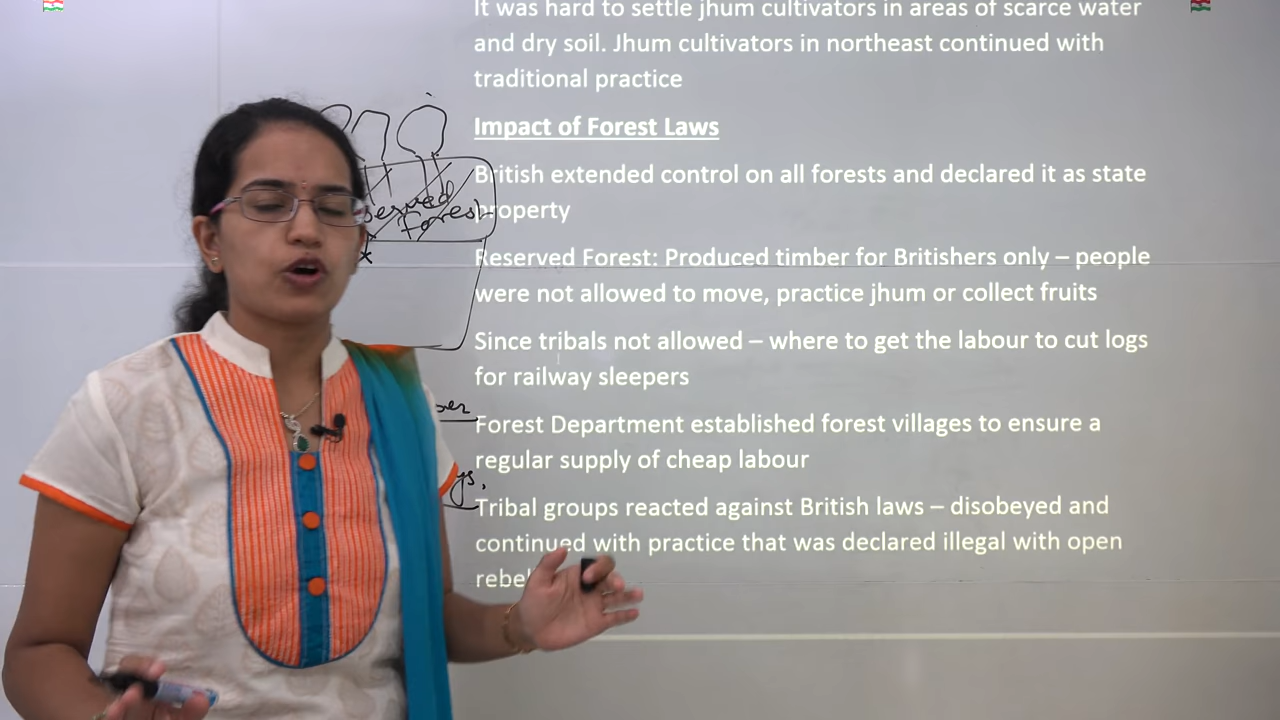 It was hard to settle jhum cultivators in areas of scarce water
and dry soil. Jhum cultivators in northeast continued with
traditional practice
Impact of Forest Laws
British extended control on all forests and declared it as state
property
Reserved Forest: Produced timber for Britishers only – people
were not allowed to move, practice jhum or collect fruits
Since tribals not allowed – where to get the labour to cut logs
for railway sleepers
Forest Department established forest villages to ensure a
regular supply of cheap labour
Tribal groups reacted against British laws – disobeyed and
continued with practice that was declared illegal with open
forest